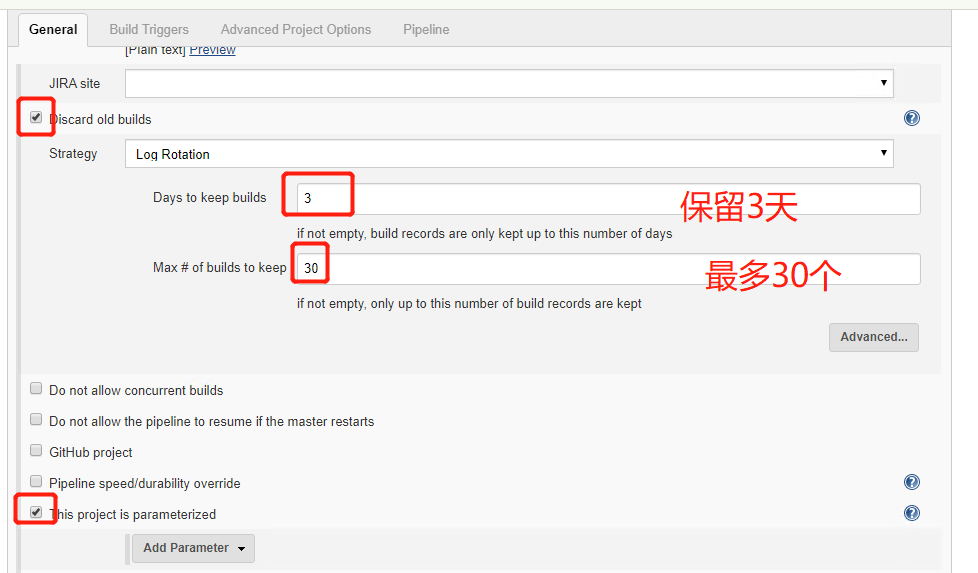 General Build Triggers Advanced Project Options Pipeline
[Plain text] Preview
JIRA site
Discard old builds
Strategy Log Rotation
Days to keep builds 3 保留3天
if not empty, build records are only kept up to this number of days
Max # of builds to keep 30 最多30个
if not empty, only up to this number of build records are kept
Advanced...
Do not allow concurrent builds
Do not allow the pipeline to resume if the master restarts
GitHub project
Pipeline speed/durability override
This project is parameterized
Add Parameter